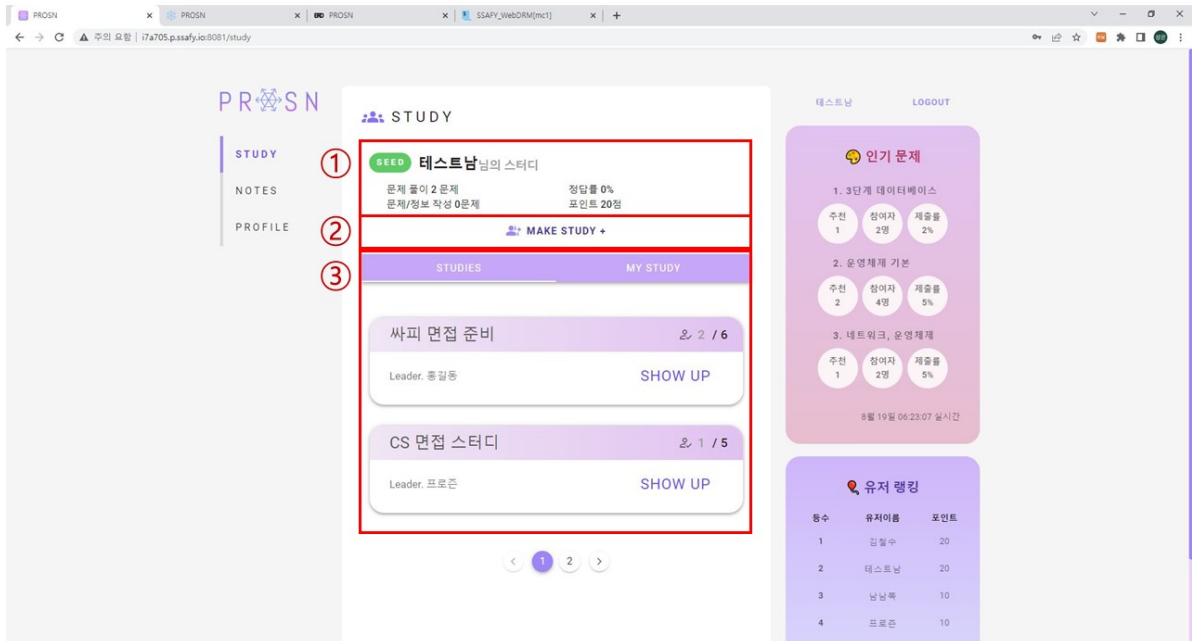 PROSN
PROSN
PROSN
SSAFY_WebDRM[mc1]
주의 요함 | i7a705.p.ssafy.io:8081/study
PROSN
STUDY
NOTES
PROFILE
STUDY
①
SEED 테스트남님의 스터디
문제 풀이 2 문제 정답률 0%
문제/정보 작성 0문제 포인트 20점
②
MAKE STUDY +
③
STUDIES MY STUDY
싸피 면접 준비 2 / 6
Leader. 홍길동 SHOW UP
CS 면접 스터디 1 / 5
Leader. 프로즌 SHOW UP
1 2
테스트남 LOGOUT
인기 문제
1. 3단계 데이터베이스
추천 참여자 제출률
1 2명 2%
2. 운영체제 기본
추천 참여자 제출률
2 4명 5%
3. 네트워크, 운영체제
추천 참여자 제출률
1 2명 5%
8월 19일 06:23:07 실시간
유저 랭킹
등수 유저이름 포인트
1 김철수 20
2 테스트남 20
3 남남쪽 10
4 프로즌 10